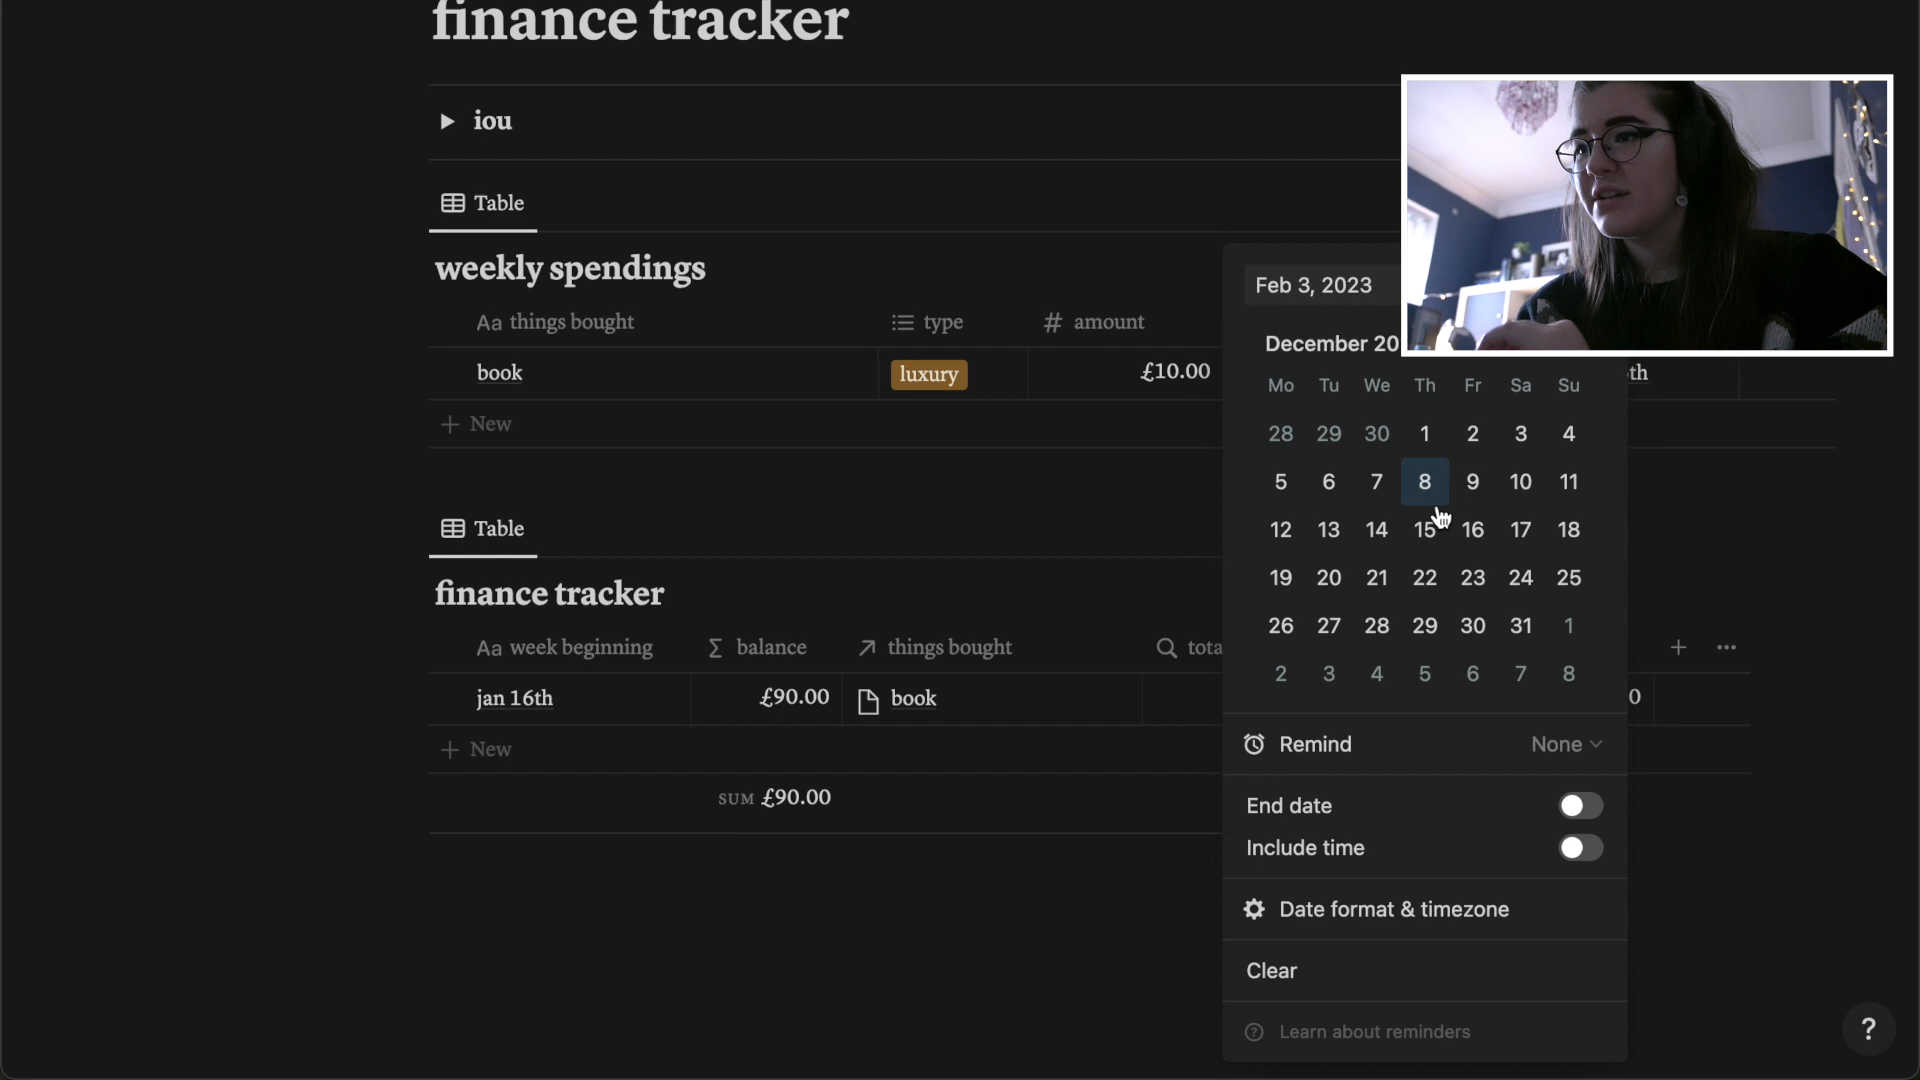 finance tracker
iou
Table
weekly spendings
Aa things bought type # amount
book luxury £10.00
+ New
Feb 3, 2023
December 20
Mo Tu We Th Fr Sa Su
28 29 30 1 2 3 4
5 6 7 8 9 10 11
12 13 14 15 16 17 18
19 20 21 22 23 24 25
26 27 28 29 30 31 1
2 3 4 5 6 7 8
Remind None
End date
Include time
Date format & timezone
Clear
Learn about reminders
th
Table
finance tracker
Aa week beginning Σ balance things bought tota + •••
jan 16th £90.00 book 0
+ New
SUM £90.00
?